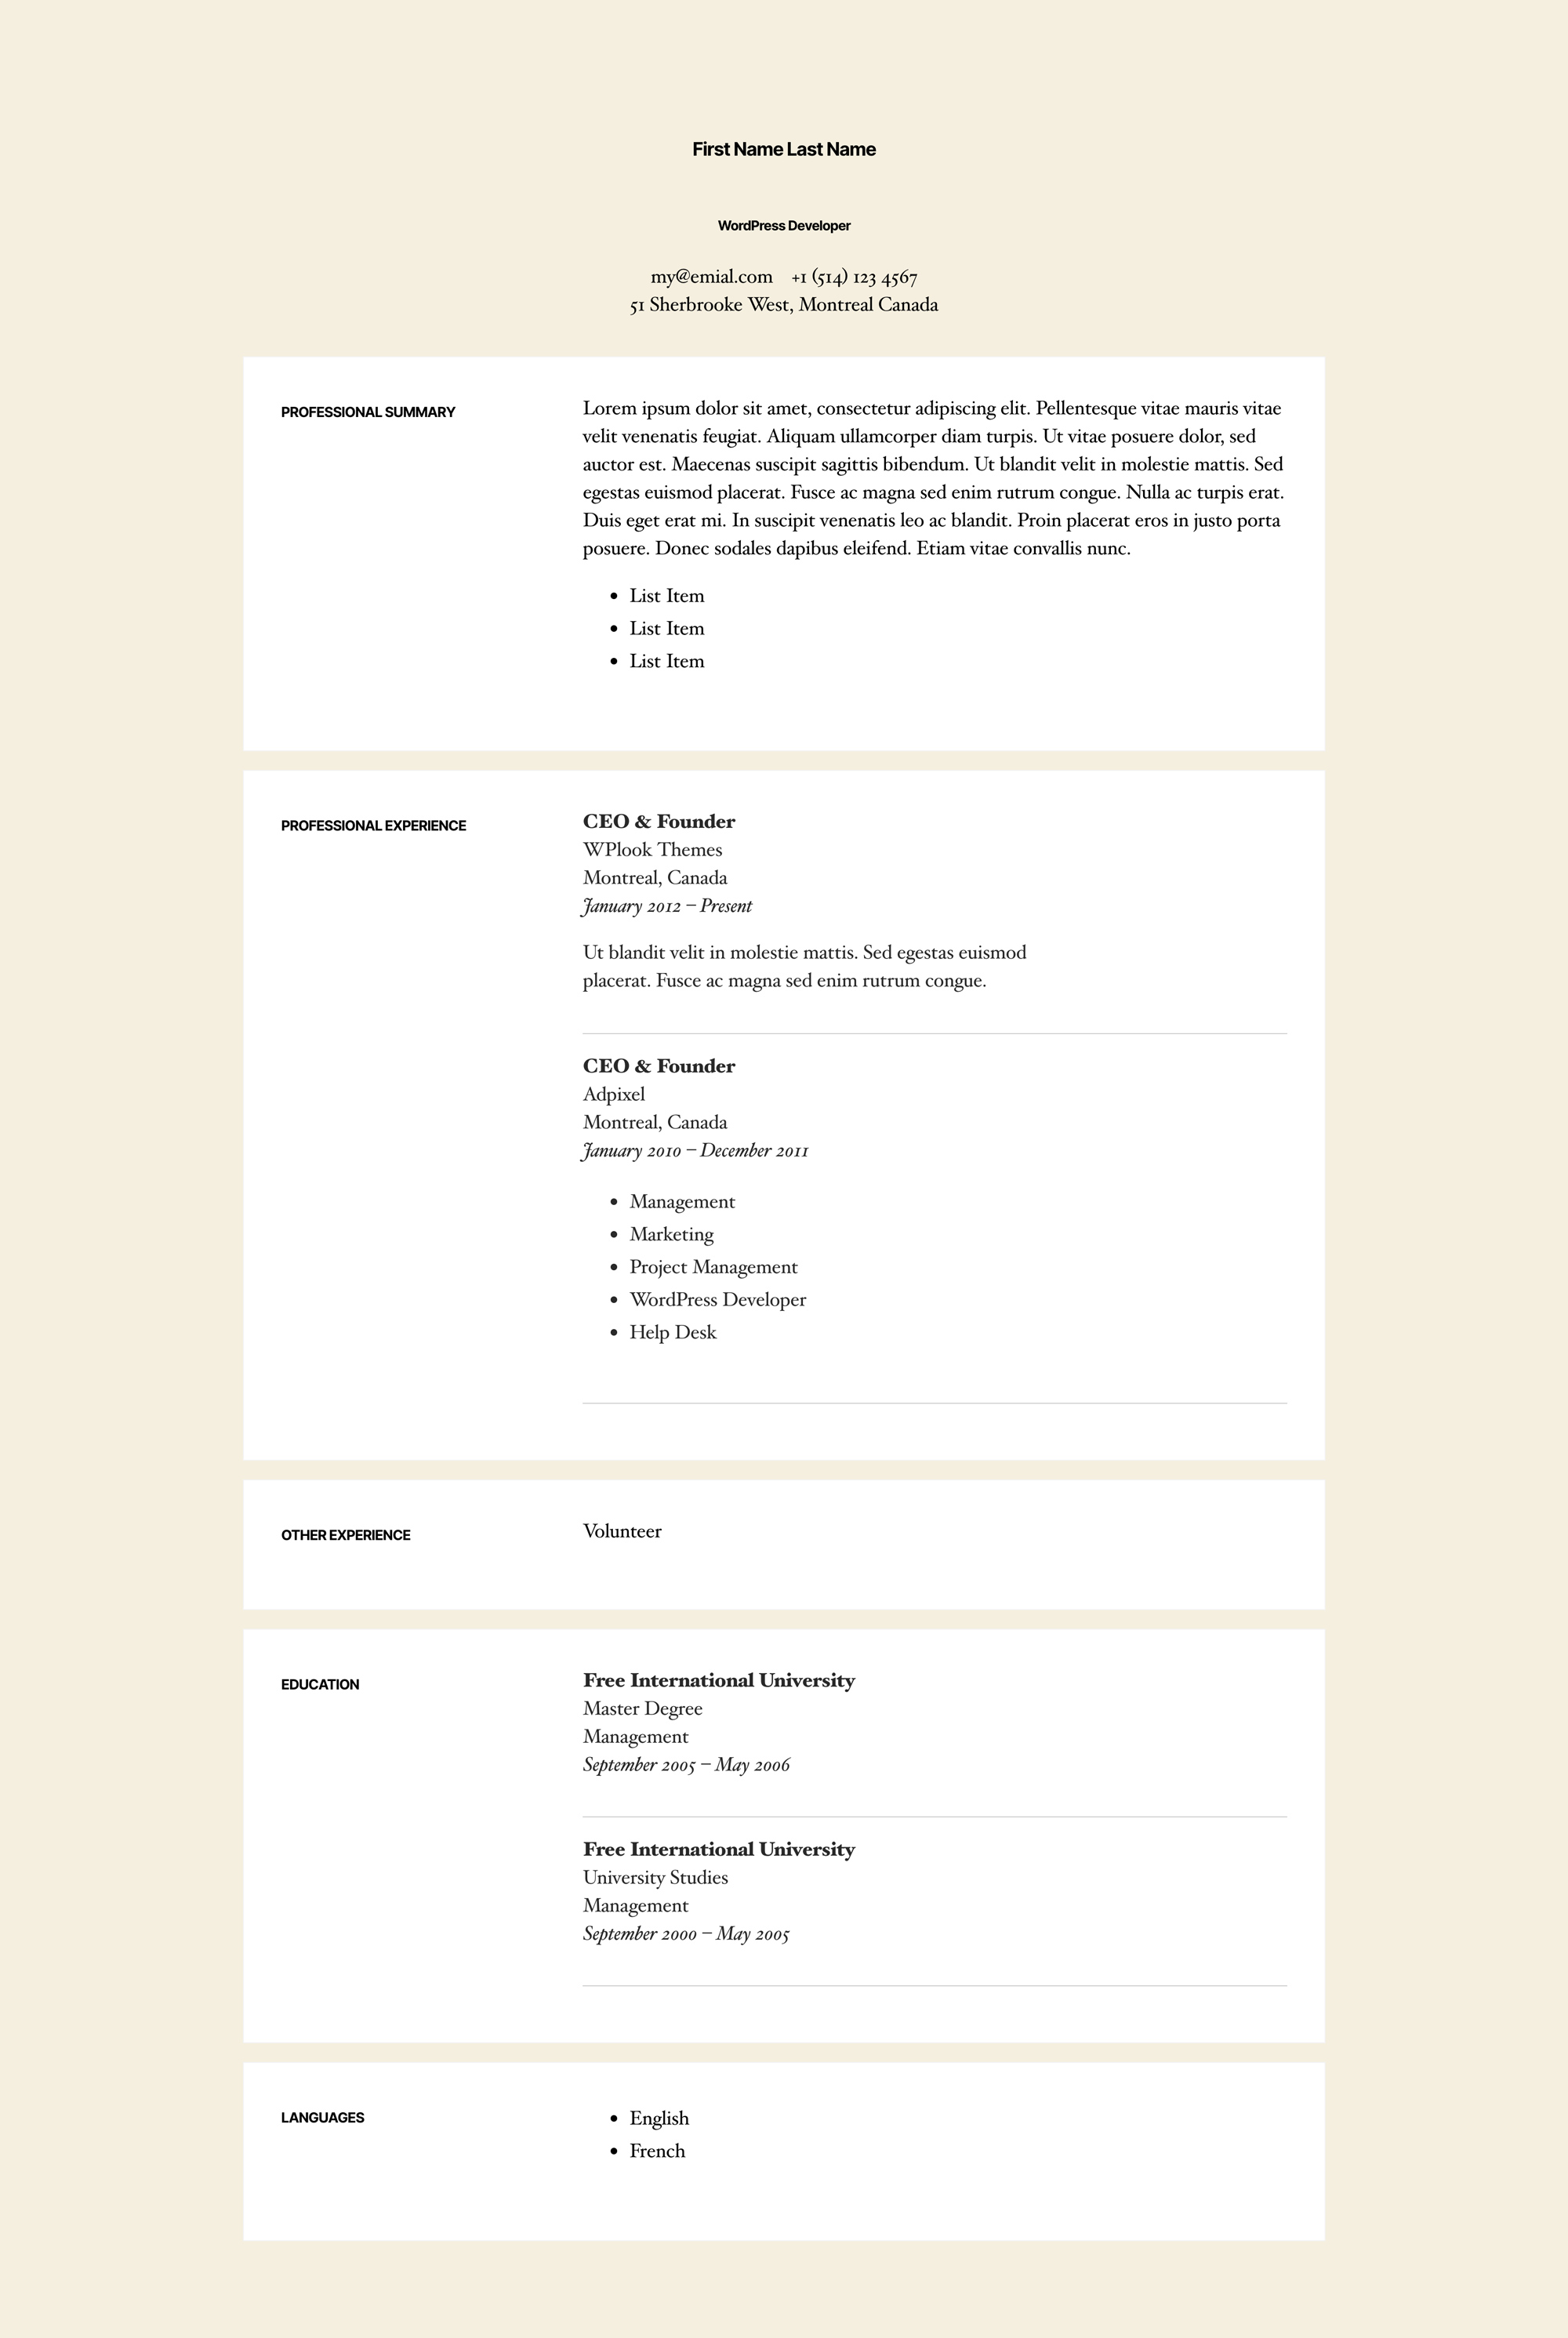 First Name Last Name
WordPress Developer
my@emial.com +1 (514) 123 4567
51 Sherbrooke West, Montreal Canada
PROFESSIONAL SUMMARY
Lorem ipsum dolor sit amet, consectetur adipiscing elit. Pellentesque vitae mauris vitae
velit venenatis feugiat. Aliquam ullamcorper diam turpis. Ut vitae posuere dolor, sed
auctor est. Maecenas suscipit sagittis bibendum. Ut blandit velit in molestie mattis. Sed
egestas euismod placerat. Fusce ac magna sed enim rutrum congue. Nulla ac turpis erat.
Duis eget erat mi. In suscipit venenatis leo ac blandit. Proin placerat eros in justo porta
posuere. Donec sodales dapibus eleifend. Etiam vitae convallis nunc.
• List Item
• List Item
• List Item
PROFESSIONAL EXPERIENCE
CEO & Founder
WPlook Themes
Montreal, Canada
January 2012 – Present
Ut blandit velit in molestie mattis. Sed egestas euismod
placerat. Fusce ac magna sed enim rutrum congue.
CEO & Founder
Adpixel
Montreal, Canada
January 2010 – December 2011
• Management
• Marketing
• Project Management
• WordPress Developer
• Help Desk
OTHER EXPERIENCE
Volunteer
EDUCATION
Free International University
Master Degree
Management
September 2005 – May 2006
Free International University
University Studies
Management
September 2000 – May 2005
LANGUAGES
• English
• French